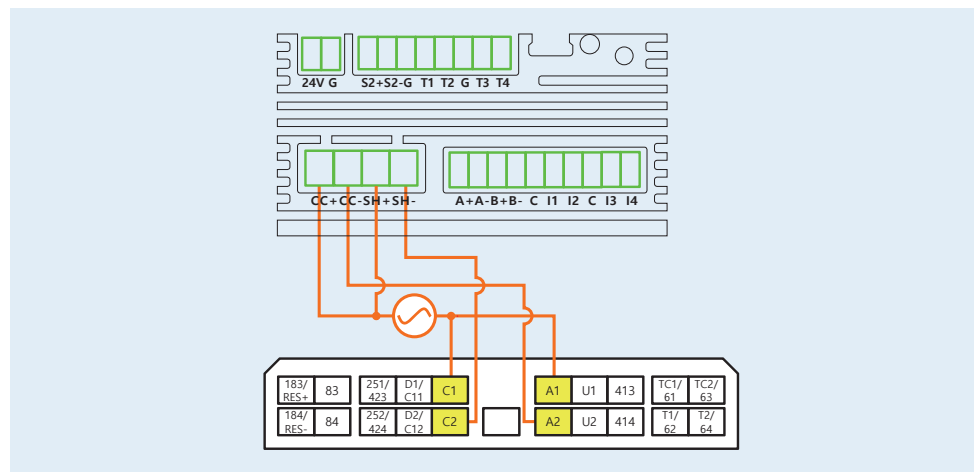 24V G S2+S2-G T1 T2 G T3 T4
CC+CC-SH+SH- A+A-B+B- C I1 I2 C I3 I4
183/
RES+ 83 251/
423 D1/
C11 C1 A1 U1 413 TC1/
61 TC2/
63
184/
RES- 84 252/
424 D2/
C12 C2 A2 U2 414 T1/
62 T2/
64